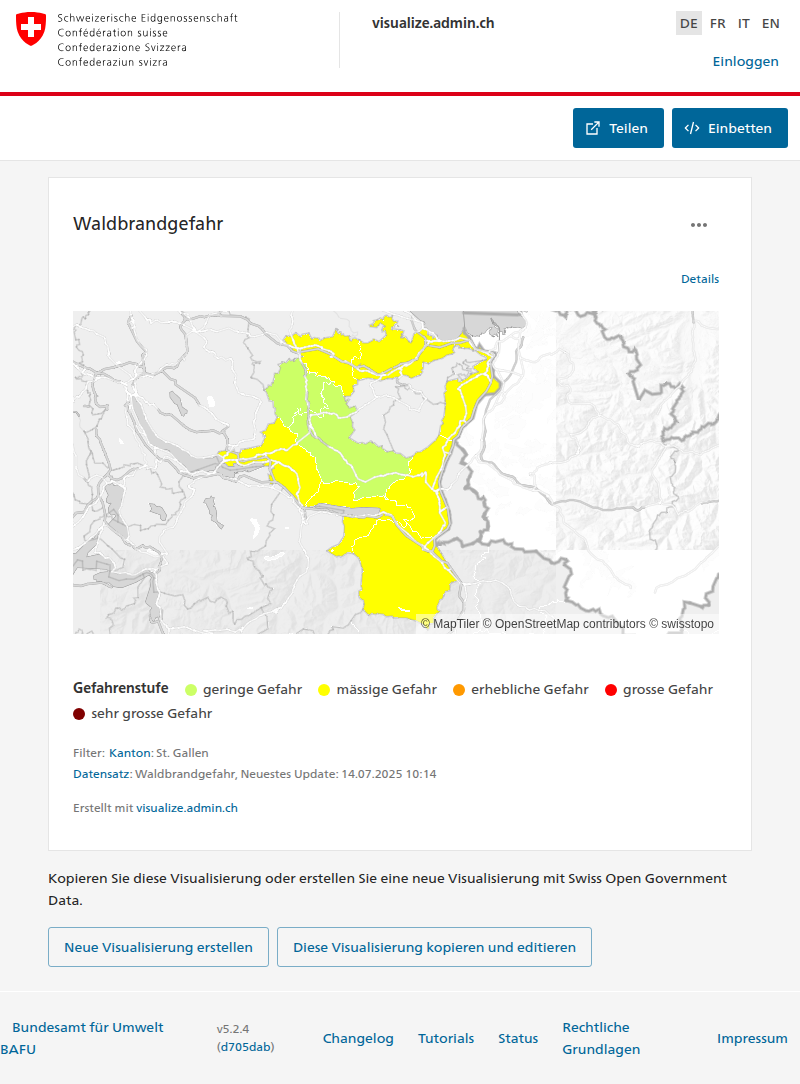 Schweizerische Eidgenossenschaft
Confédération suisse
Confederazione Svizzera
Confederaziun svizra
visualize.admin.ch
DE FR IT EN
Einloggen
Teilen
Einbetten
Waldbrandgefahr
Details
© MapTiler © OpenStreetMap contributors © swisstopo
Gefahrenstufe geringe Gefahr mässige Gefahr erhebliche Gefahr grosse Gefahr
sehr grosse Gefahr
Filter: Kanton: St. Gallen
Datensatz: Waldbrandgefahr, Neuestes Update: 14.07.2025 10:14
Erstellt mit visualize.admin.ch
Kopieren Sie diese Visualisierung oder erstellen Sie eine neue Visualisierung mit Swiss Open Government
Data.
Neue Visualisierung erstellen
Diese Visualisierung kopieren und editieren
Bundesamt für Umwelt
BAFU
v5.2.4
(d705dab)
Changelog
Tutorials
Status
Rechtliche
Grundlagen
Impressum